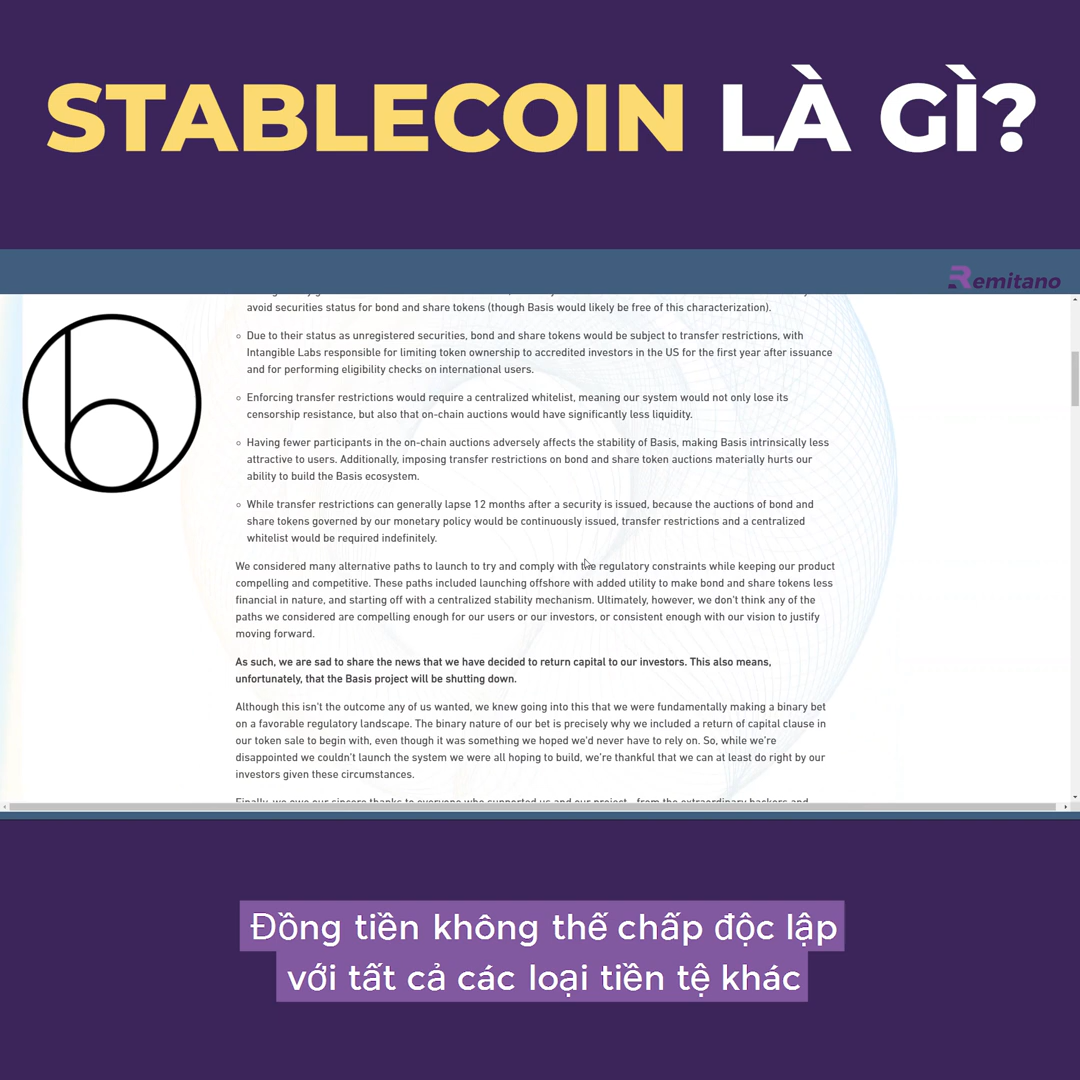 STABLECOIN LÀ GÌ?
Remitano
avoid securities status for bond and share tokens (though Basis would likely be free of this characterization).
Due to their status as unregistered securities, bond and share tokens would be subject to transfer restrictions, with
Intangible Labs responsible for limiting token ownership to accredited investors in the US for the first year after issuance
and for performing eligibility checks on international users.
Enforcing transfer restrictions would require a centralized whitelist, meaning our system would not only lose its
censorship resistance, but also that on-chain auctions would have significantly less liquidity.
Having fewer participants in the on-chain auctions adversely affects the stability of Basis, making Basis intrinsically less
attractive to users. Additionally, imposing transfer restrictions on bond and share token auctions materially hurts our
ability to build the Basis ecosystem.
While transfer restrictions can generally lapse 12 months after a security is issued, because the auctions of bond and
share tokens governed by our monetary policy would be continuously issued, transfer restrictions and a centralized
whitelist would be required indefinitely.
We considered many alternative paths to launch to try and comply with the regulatory constraints while keeping our product
compelling and competitive. These paths included launching offshore with added utility to make bond and share tokens less
financial in nature, and starting off with a centralized stability mechanism. Ultimately, however, we don't think any of the
paths we considered are compelling enough for our users or our investors, or consistent enough with our vision to justify
moving forward.
As such, we are sad to share the news that we have decided to return capital to our investors. This also means,
unfortunately, that the Basis project will be shutting down.
Although this isn't the outcome any of us wanted, we knew going into this that we were fundamentally making a binary bet
on a favorable regulatory landscape. The binary nature of our bet is precisely why we included a return of capital clause in
our token sale to begin with, even though it was something we hoped we'd never have to rely on. So, while we're
disappointed we couldn't launch the system we were all hoping to build, we're thankful that we can at least do right by our
investors given these circumstances.
Finally, we owe our sincere thanks to everyone who supported us and our project
Đồng tiền không thế chấp độc lập
với tất cả các loại tiền tệ khác